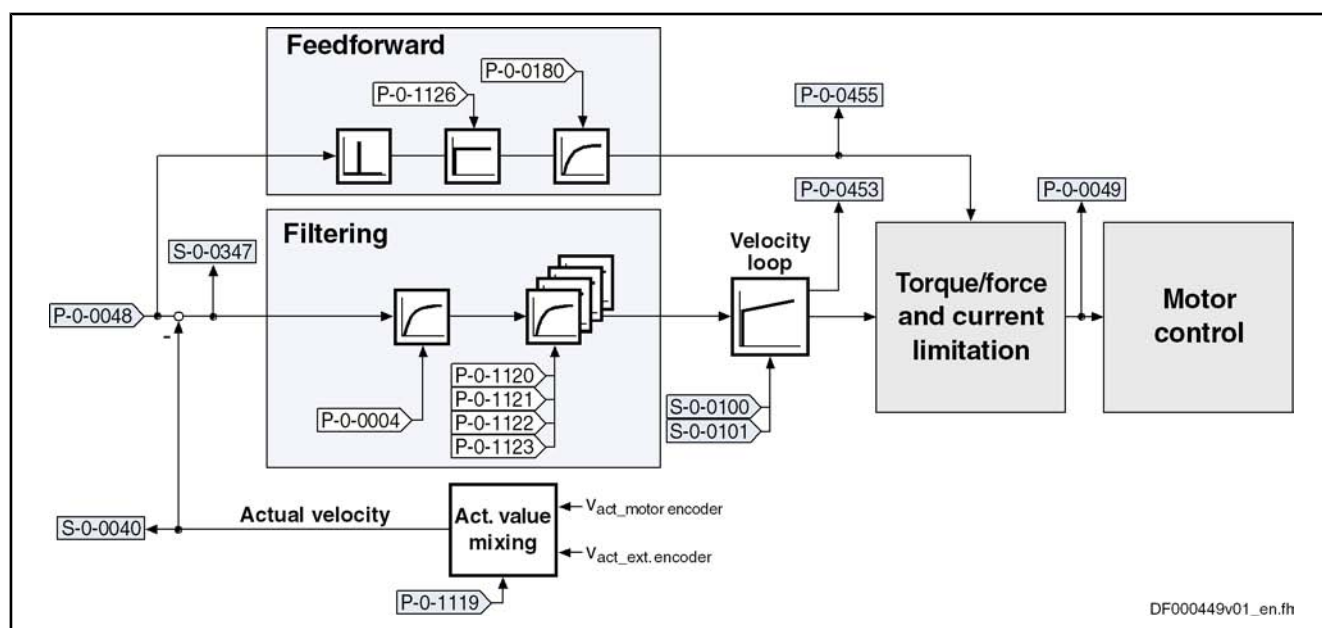 Feedforward
P-0-0180
P-0-1126
P-0-0455
P-0-0453
P-0-0049
Filtering
S-0-0347
Velocity
loop
P-0-0048
-
Torque/force
and current
limitation
Motor
control
P-0-0004
P-0-1120
P-0-1121
P-0-1122
P-0-1123
S-0-0100
S-0-0101
S-0-0040
Actual velocity
Act. value
mixing
Vact_motor encoder
Vact_ext. encoder
P-0-1119
DF000449v01_en.fh